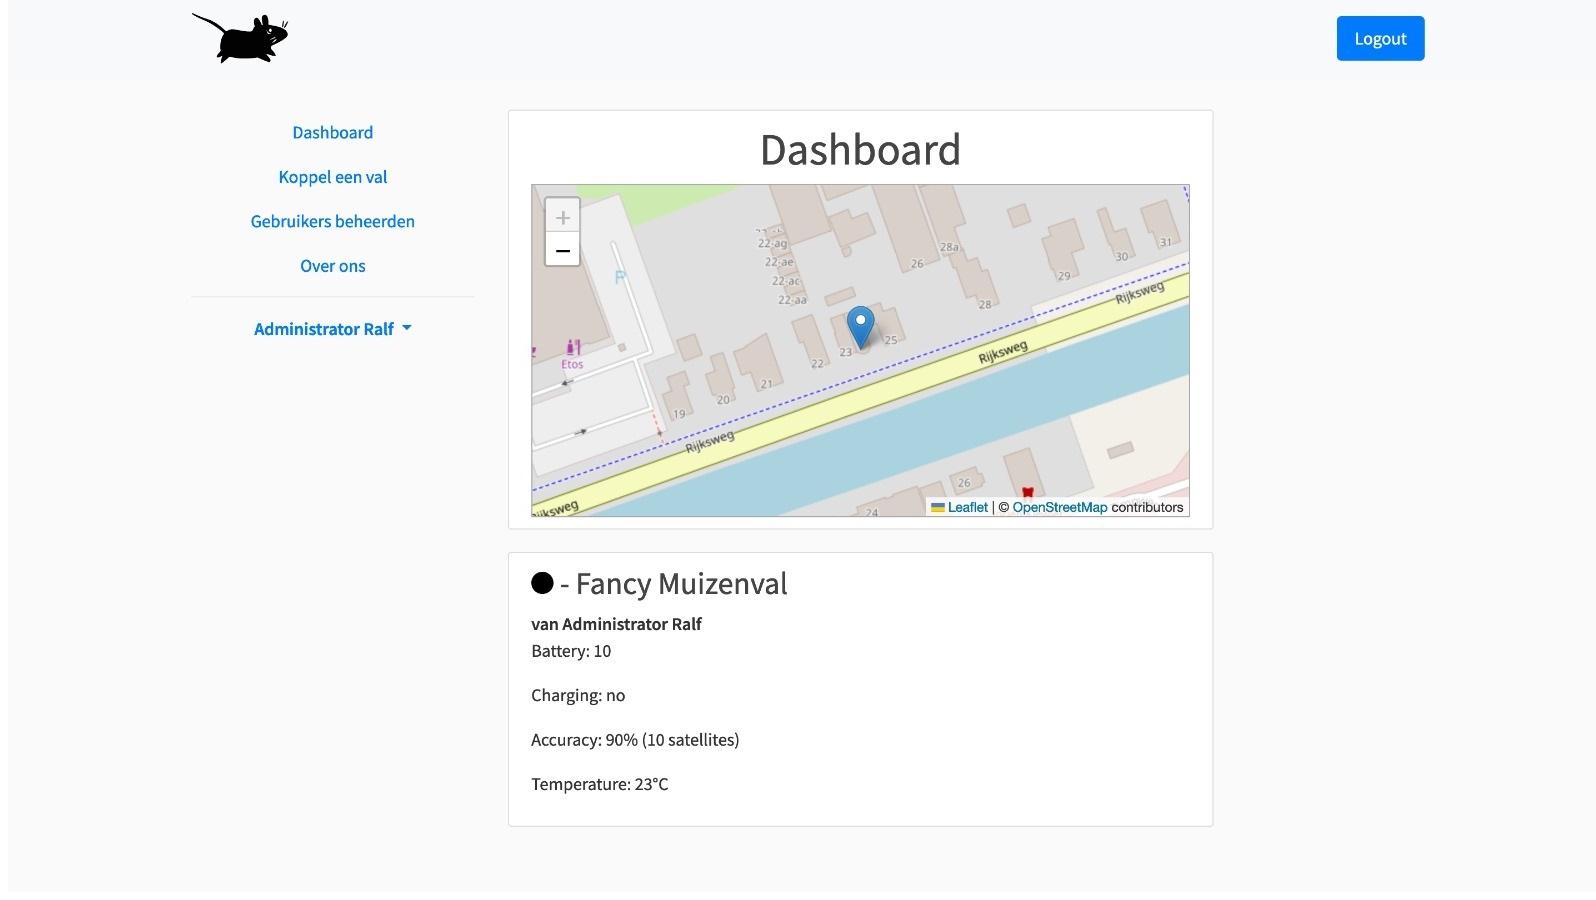 Logout
Dashboard
Koppel een val
Gebruikers beheerden
Over ons
Administrator Ralf
Dashboard
+
−
P
Etos
22-ag
22-ae
22-ac
22-aa
19
20
21
22
23
25
26
28a
28
29
30
31
Rijksweg
Rijksweg
Rijksweg
26
24
Leaflet | © OpenStreetMap contributors
- Fancy Muizenval
van Administrator Ralf
Battery: 10
Charging: no
Accuracy: 90% (10 satellites)
Temperature: 23°C